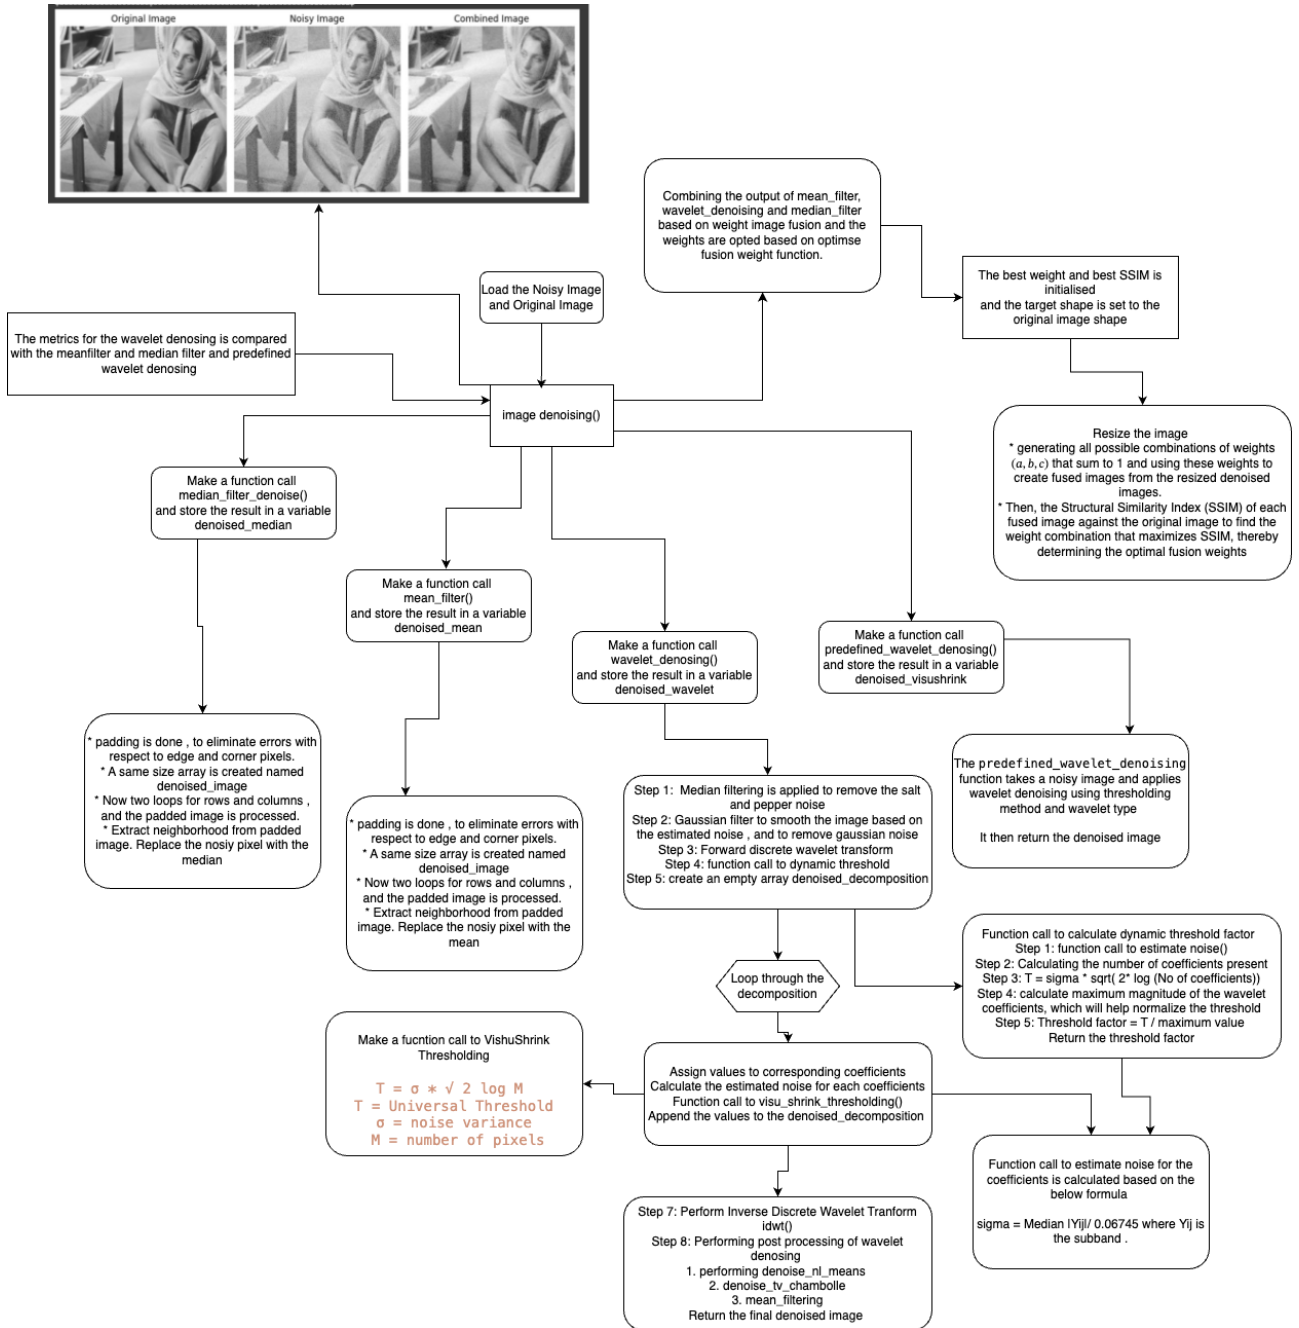 Original Image
Noisy Image
Combined Image
Combining the output of mean_filter,
wavelet_denoising and median_filter
based on weight image fusion and the
weights are opted based on optimse
fusion weight function.
Load the Noisy Image
and Original Image
The best weight and best SSIM is
initialised
and the target shape is set to the
original image shape
The metrics for the wavelet denosing is compared
with the meanfilter and median filter and predefined
wavelet denosing
image denoising()
Resize the image
* generating all possible combinations of weights
(a, b, c) that sum to 1 and using these weights to
create fused images from the resized denoised
images.
* Then, the Structural Similarity Index (SSIM) of each
fused image against the original image to find the
weight combination that maximizes SSIM, thereby
determining the optimal fusion weights
Make a function call
median_filter_denoise()
and store the result in a variable
denoised_median
Make a function call
mean_filter()
and store the result in a variable
denoised_mean
Make a function call
wavelet_denosing()
and store the result in a variable
denoised_wavelet
Make a function call
predefined_wavelet_denosing()
and store the result in a variable
denoised_visushrink
* padding is done , to eliminate errors with
respect to edge and corner pixels.
* A same size array is created named
denoised_image
* Now two loops for rows and columns ,
and the padded image is processed.
* Extract neighborhood from padded
image. Replace the nosiy pixel with the
median
* padding is done , to eliminate errors with
respect to edge and corner pixels.
* A same size array is created named
denoised_image
* Now two loops for rows and columns ,
and the padded image is processed.
* Extract neighborhood from padded
image. Replace the nosiy pixel with the
mean
Step 1:  Median filtering is applied to remove the salt
and pepper noise
Step 2: Gaussian filter to smooth the image based on
the estimated noise , and to remove gaussian noise
Step 3: Forward discrete wavelet transform
Step 4: function call to dynamic threshold
Step 5: create an empty array denoised_decomposition
The predefined_wavelet_denoising
function takes a noisy image and applies
wavelet denoising using thresholding
method and wavelet type
It then return the denoised image
Loop through the
decomposition
Function call to calculate dynamic threshold factor
Step 1: function call to estimate noise()
Step 2: Calculating the number of coefficients present
Step 3: T = sigma * sqrt( 2* log (No of coefficients))
Step 4: calculate maximum magnitude of the wavelet
coefficients, which will help normalize the threshold
Step 5: Threshold factor = T / maximum value
Return the threshold factor
Make a fucntion call to VishuShrink
Thresholding
T = σ * √ 2 log M
T = Universal Threshold
σ = noise variance
M = number of pixels
Assign values to corresponding coefficients
Calculate the estimated noise for each coefficients
Function call to visu_shrink_thresholding()
Append the values to the denoised_decomposition
Function call to estimate noise for the
coefficients is calculated based on the
below formula
sigma = Median |Yij|/ 0.06745 where Yij is
the subband .
Step 7: Perform Inverse Discrete Wavelet Tranform
idwt()
Step 8: Performing post processing of wavelet
denosing
1. performing denoise_nl_means
2. denoise_tv_chambolle
3. mean_filtering
Return the final denoised image